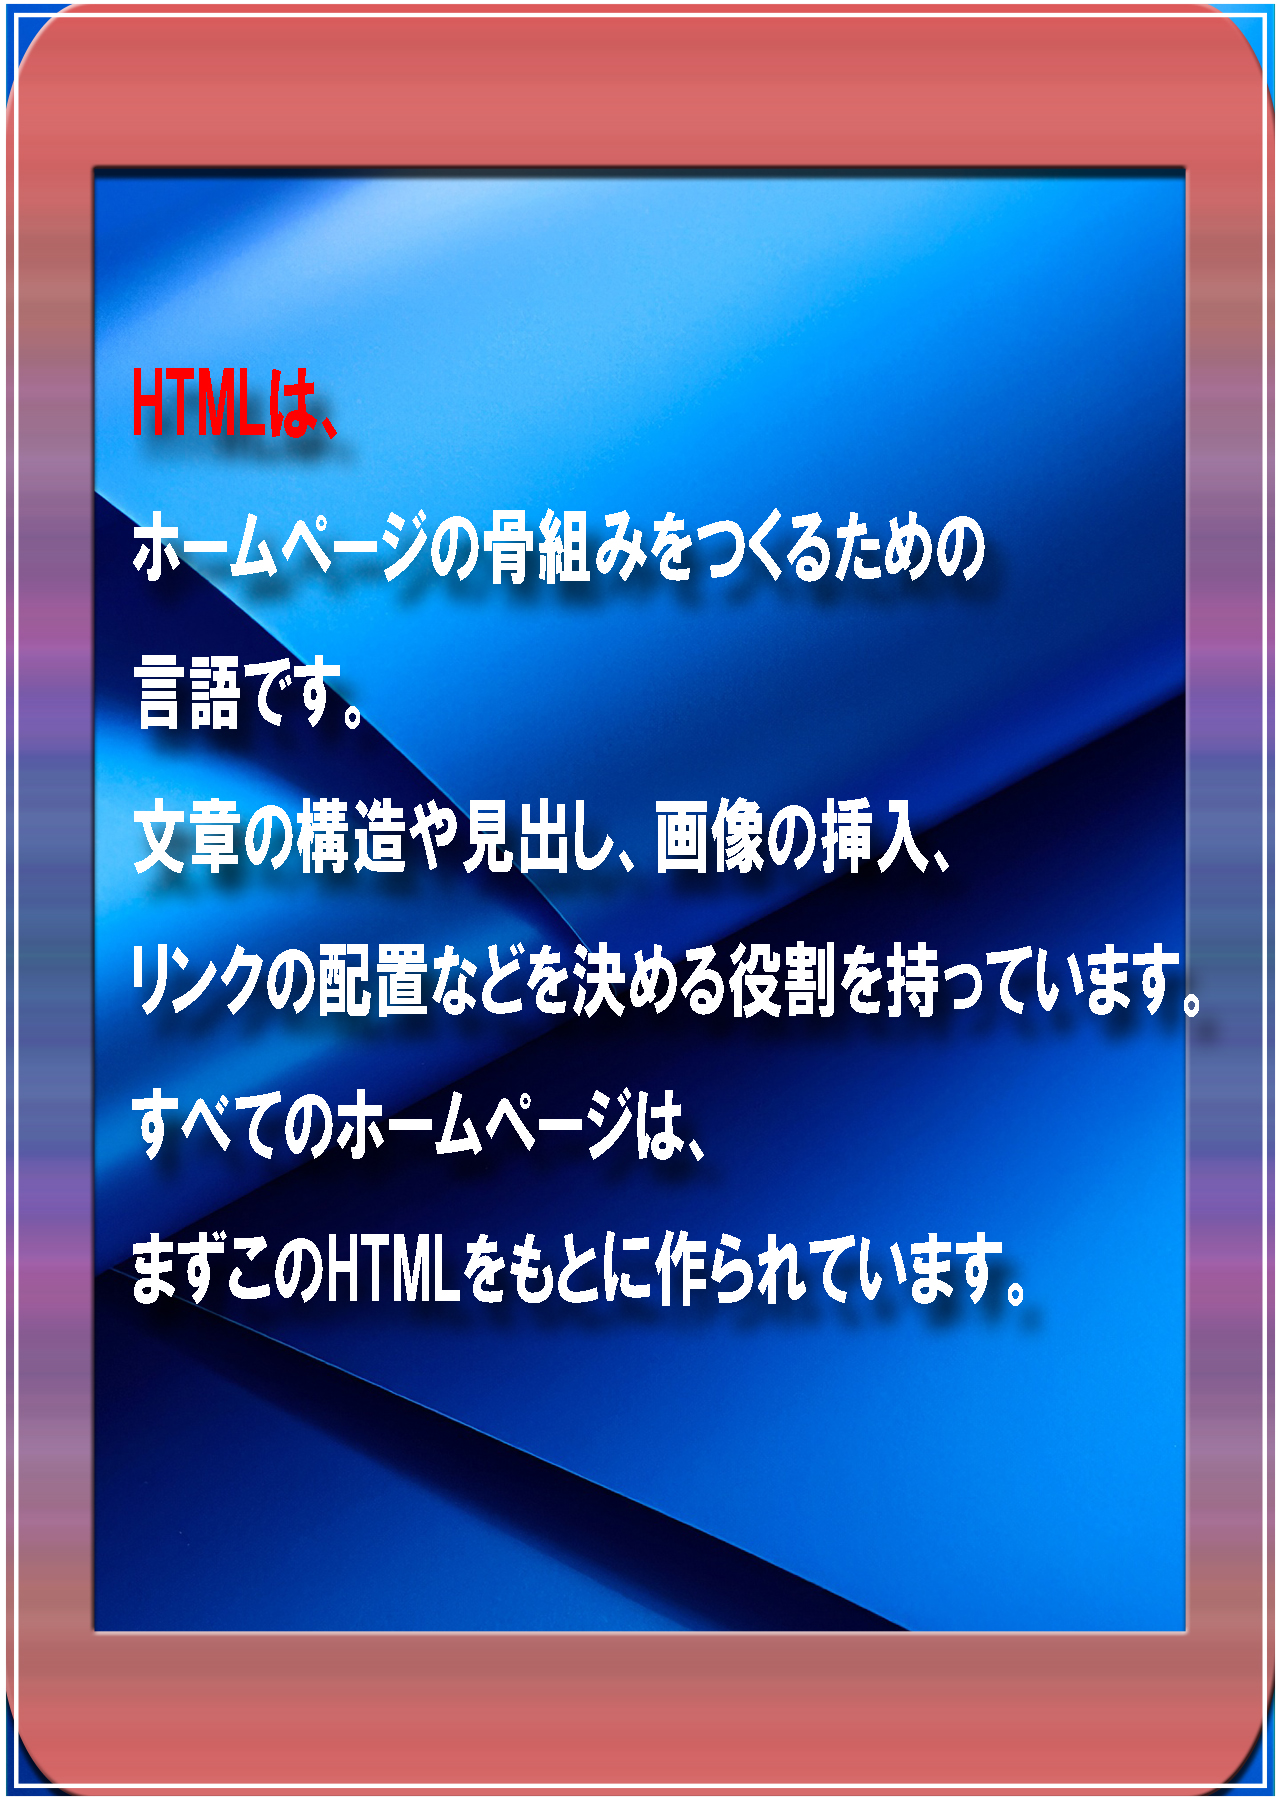 HTMLは、
ホームページの骨組みをつくるための
言語です。
文章の構造や見出し、画像の挿入、
リンクの配置などを決める役割を持っています。
すべてのホームページは、
まずこのHTMLをもとに作られています。